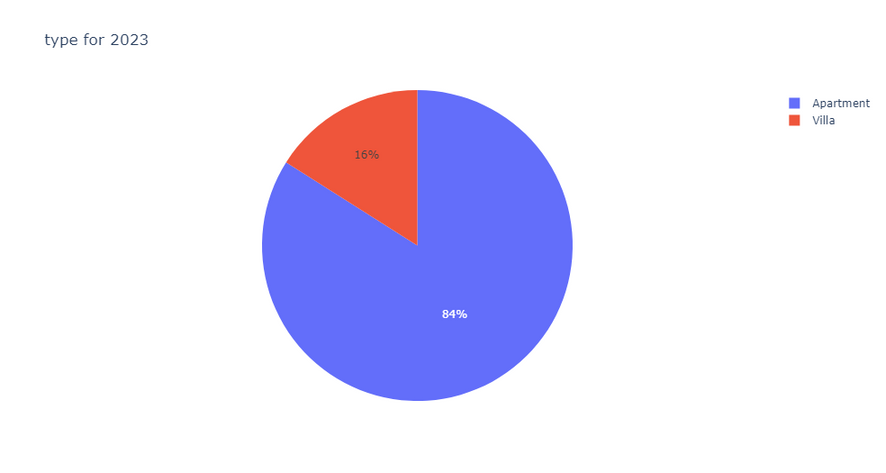 type for 2023
Apartment
Villa
16%
84%